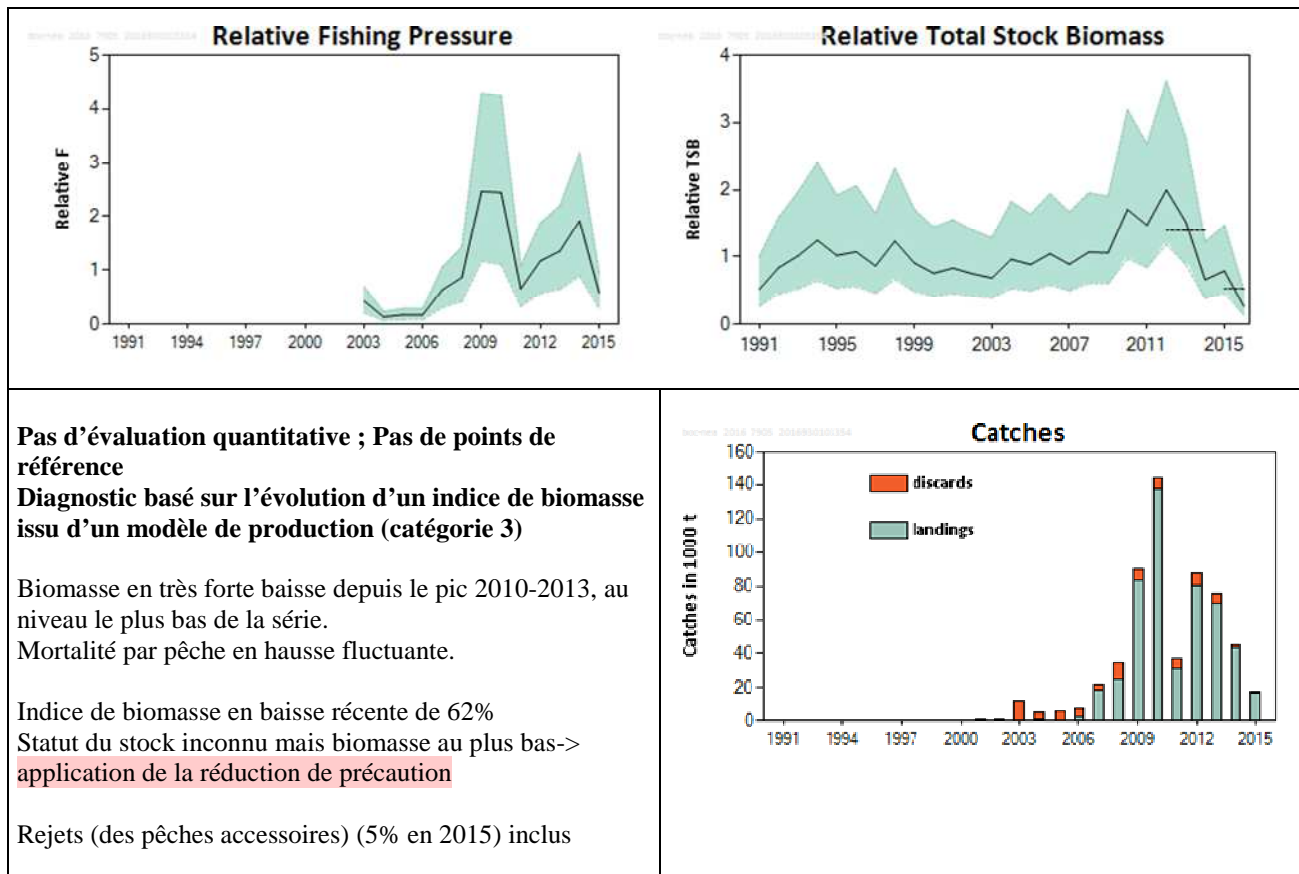 Relative Fishing Pressure
5
4
3
2
1
0
Relative F
1991 1994 1997 2000 2003 2006 2009 2012 2015
Relative Total Stock Biomass
4
3
2
1
0
Relative TSB
1991 1995 1999 2003 2007 2011 2015
Pas d’évaluation quantitative ; Pas de points de
référence
Diagnostic basé sur l’évolution d’un indice de biomasse
issu d’un modèle de production (catégorie 3)
Biomasse en très forte baisse depuis le pic 2010-2013, au
niveau le plus bas de la série.
Mortalité par pêche en hausse fluctuante.
Indice de biomasse en baisse récente de 62%
Statut du stock inconnu mais biomasse au plus bas->
application de la réduction de précaution
Rejets (des pêches accessoires) (5% en 2015) inclus
Catches
160
140
120
100
80
60
40
20
0
Catches in 1000 t
discards
landings
1991 1994 1997 2000 2003 2006 2009 2012 2015